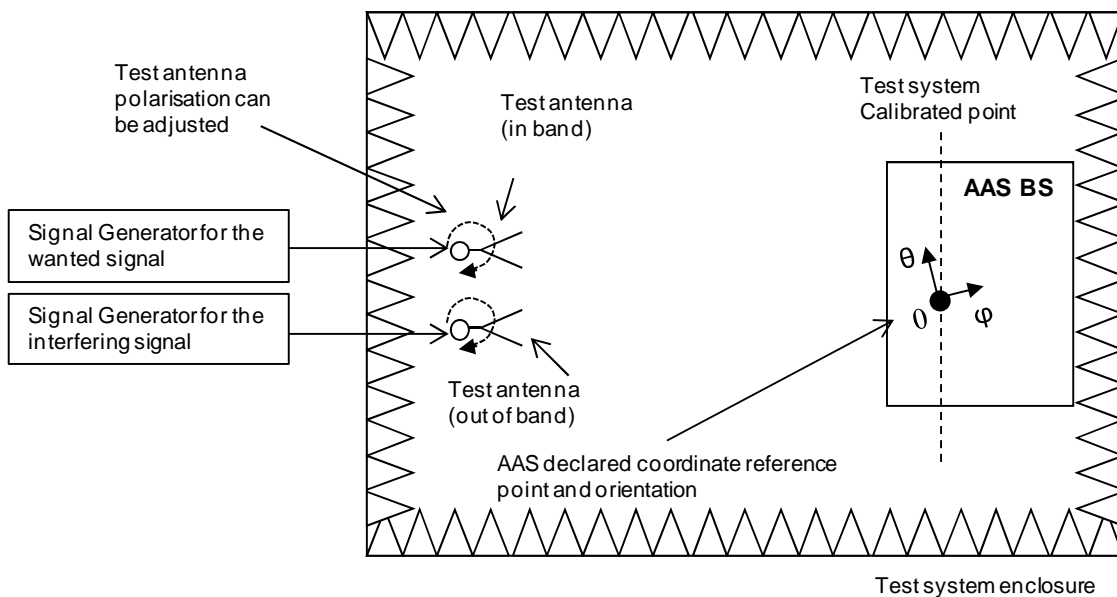 Test antenna
polarisation can
be adjusted
Test antenna
(in band)
Test system
Calibrated point
AAS BS
Signal Generator for the
wanted signal
θ
0
φ
Signal Generator for the
interfering signal
Test antenna
(out of band)
AAS declared coordinate reference
point and orientation
Test system enclosure